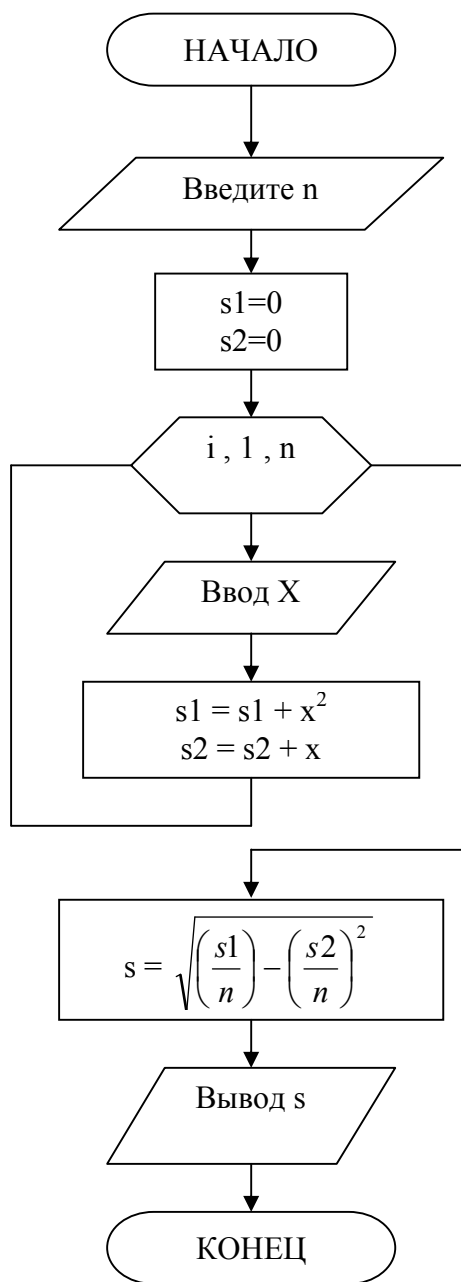 НАЧАЛО
Введите n
s1=0
s2=0
i , 1 , n
Ввод X
s1 = s1 + x²
s2 = s2 + x
s = √((s1/n) − (s2/n)²)
Вывод s
КОНЕЦ